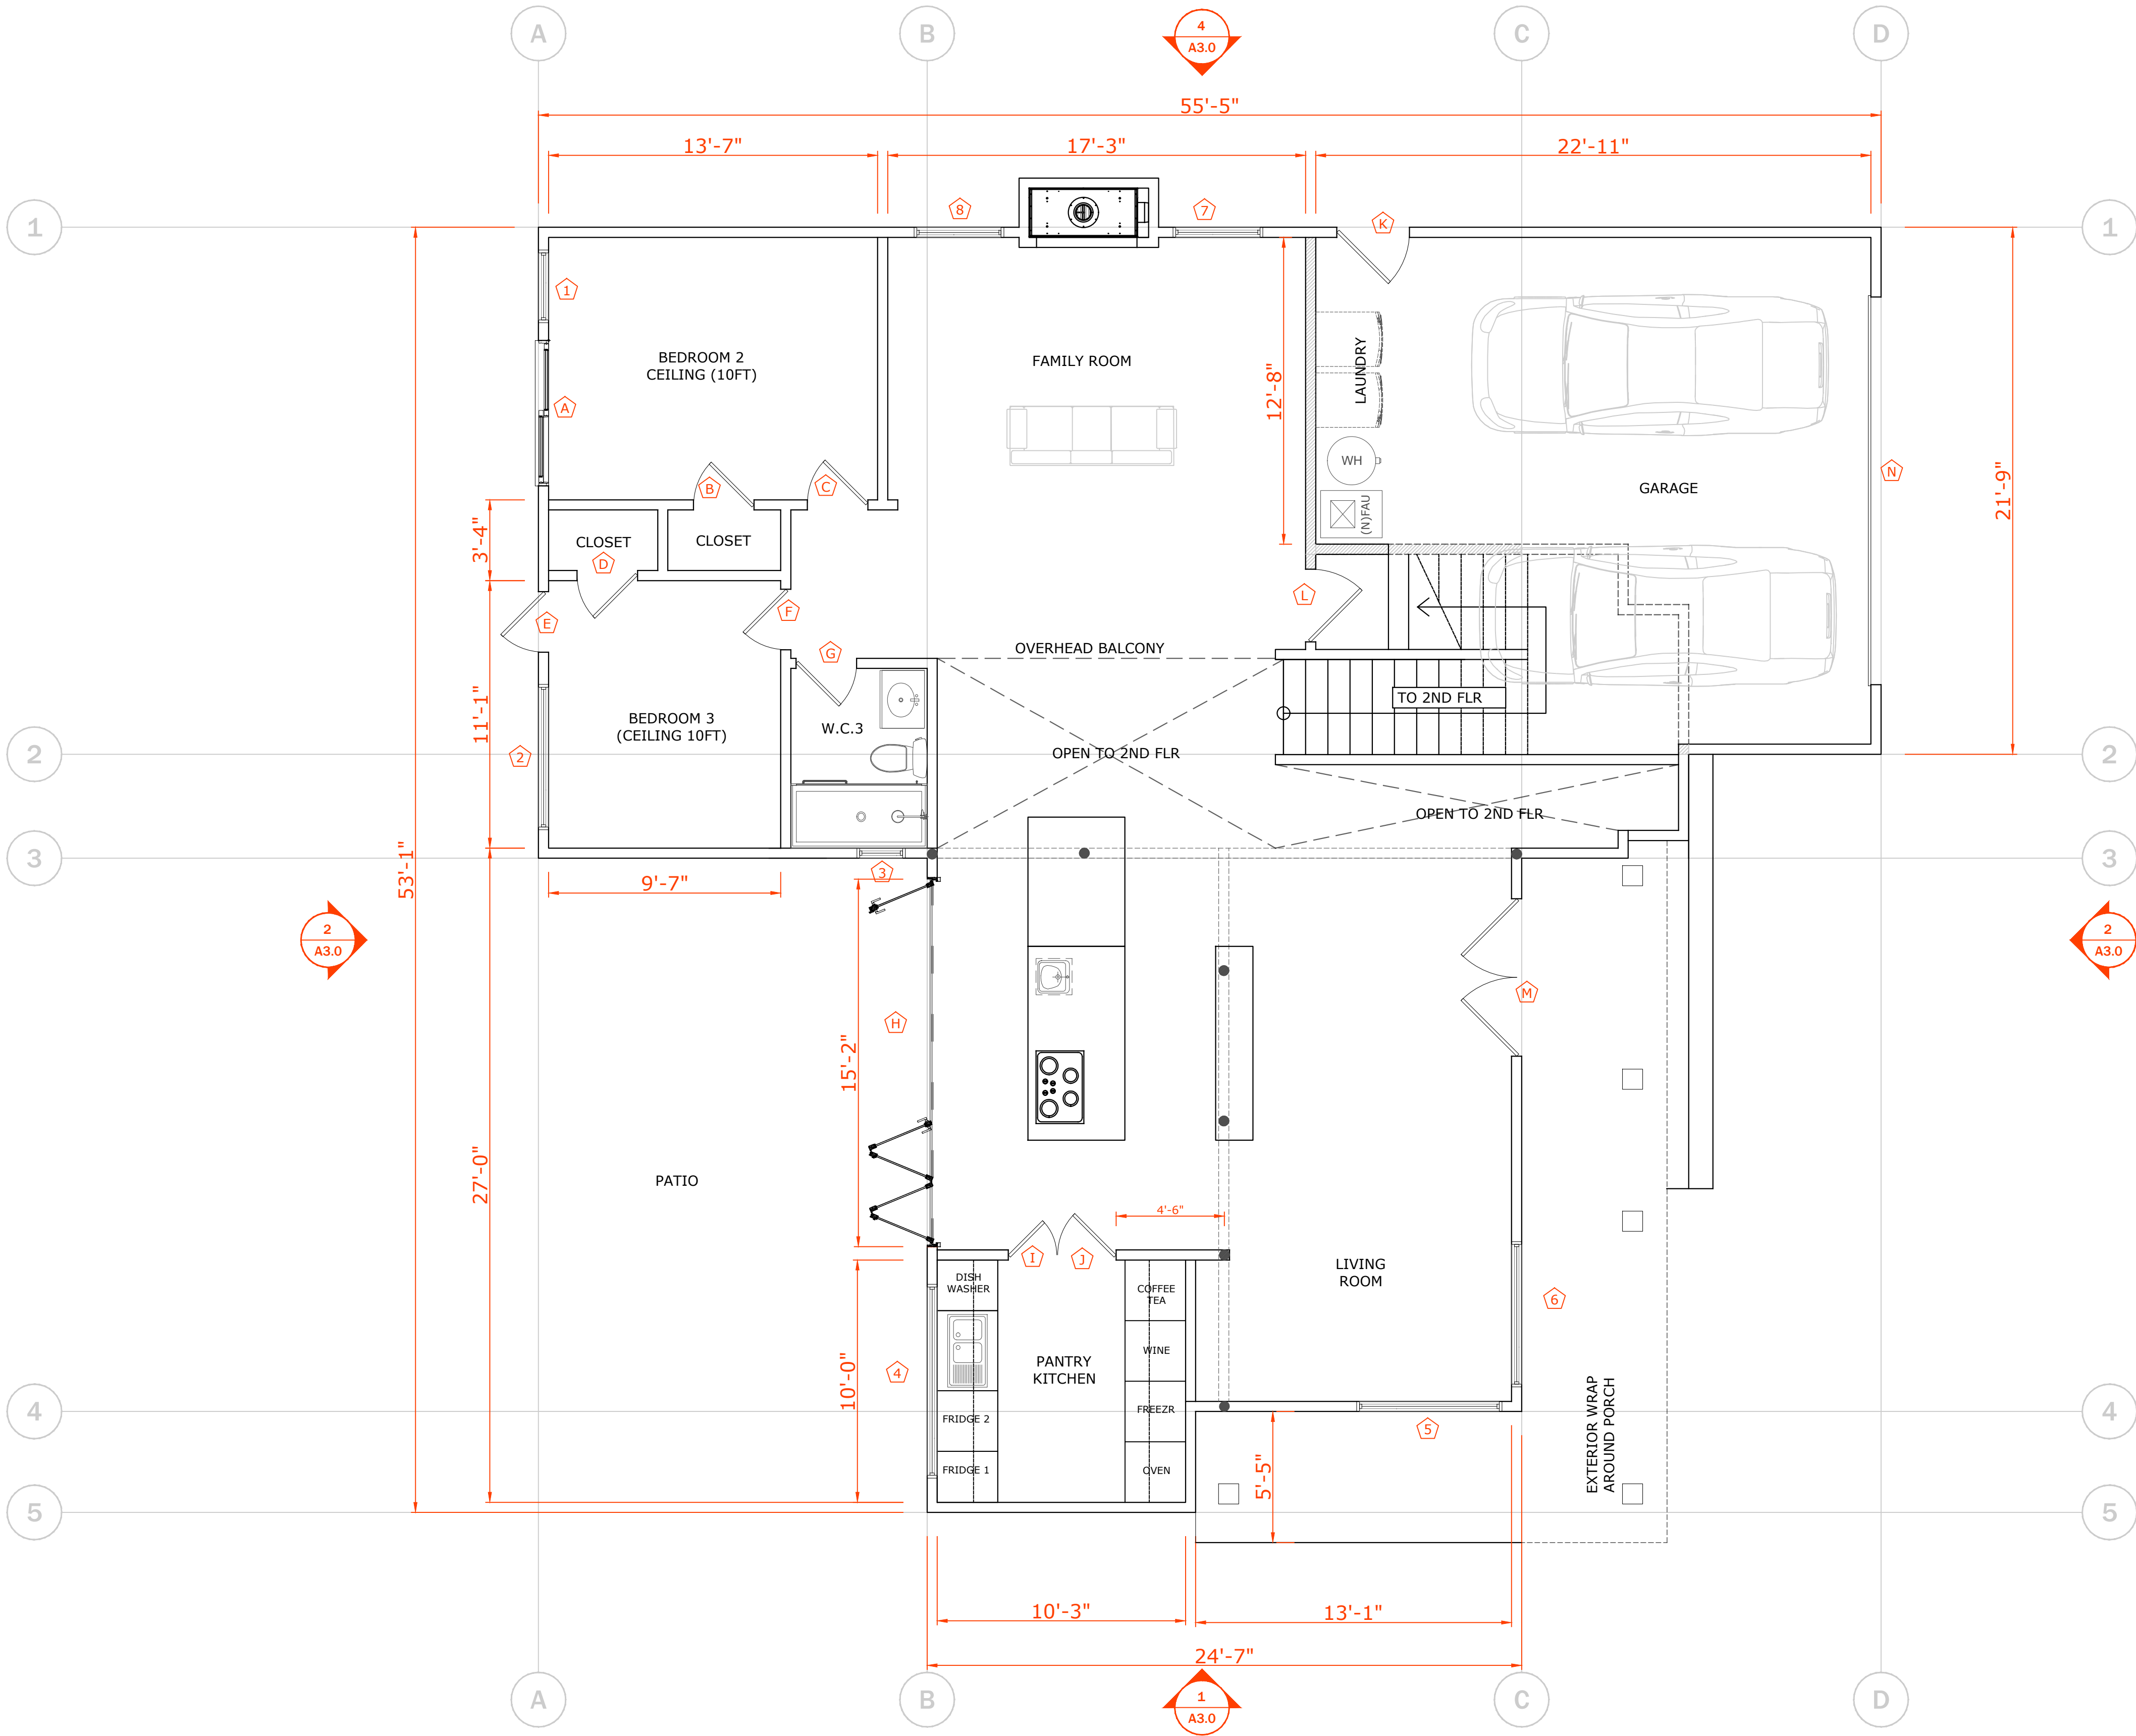 A
B
4
A3.0
C
D
55'-5"
13'-7"
17'-3"
22'-11"
1
8
7
K
1
1
BEDROOM 2
CEILING (10FT)
FAMILY ROOM
LAUNDRY
12'-8"
A
WH
GARAGE
N
21'-9"
B
C
(N)FAU
3'-4"
CLOSET
CLOSET
D
E
F
L
G
OVERHEAD BALCONY
11'-1"
BEDROOM 3
(CEILING 10FT)
W.C.3
TO 2ND FLR
2
2
OPEN TO 2ND FLR
2
OPEN TO 2ND FLR
3
53'-1"
9'-7"
3
3
2
A3.0
2
A3.0
H
M
15'-2"
27'-0"
PATIO
4'-6"
I
J
LIVING
ROOM
DISH
WASHER
COFFEE
TEA
6
10'-0"
4
PANTRY
KITCHEN
WINE
4
FRIDGE 2
FREEZR
5
4
EXTERIOR WRAP
AROUND PORCH
FRIDGE 1
OVEN
5'-5"
5
5
10'-3"
13'-1"
24'-7"
A
B
1
A3.0
C
D